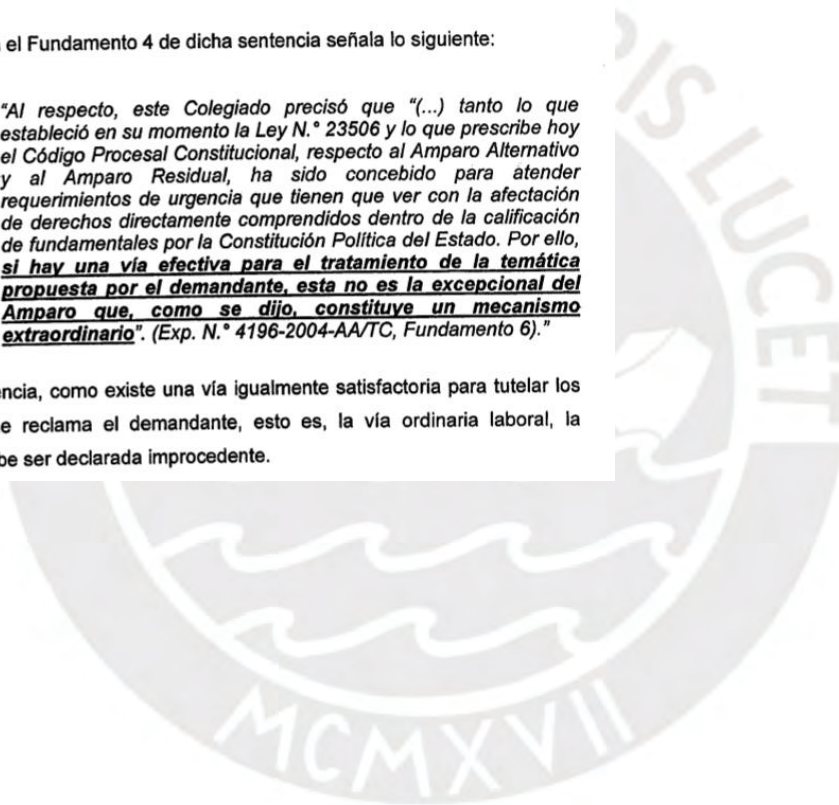 el Fundamento 4 de dicha sentencia señala lo siguiente:
"Al respecto, este Colegiado precisó que "(...) tanto lo que
estableció en su momento la Ley N.° 23506 y lo que prescribe hoy
el Código Procesal Constitucional, respecto al Amparo Alternativo
y al Amparo Residual, ha sido concebido para atender
requerimientos de urgencia que tienen que ver con la afectación
de derechos directamente comprendidos dentro de la calificación
de fundamentales por la Constitución Política del Estado. Por ello,
si hay una vía efectiva para el tratamiento de la temática
propuesta por el demandante, esta no es la excepcional del
Amparo que, como se dijo, constituye un mecanismo
extraordinario". (Exp. N.° 4196-2004-AA/TC, Fundamento 6)."
encia, como existe una vía igualmente satisfactoria para tutelar los
e reclama el demandante, esto es, la vía ordinaria laboral, la
be ser declarada improcedente.
IS LUCET
MCMXVII